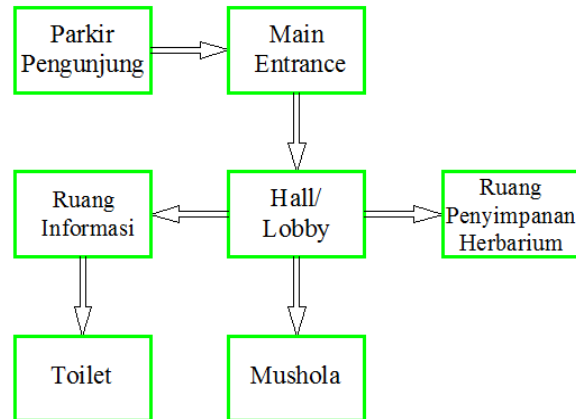 Parkir
Pengunjung
Main
Entrance
Ruang
Informasi
Hall/
Lobby
Ruang
Penyimpanan
Herbarium
Toilet
Mushola